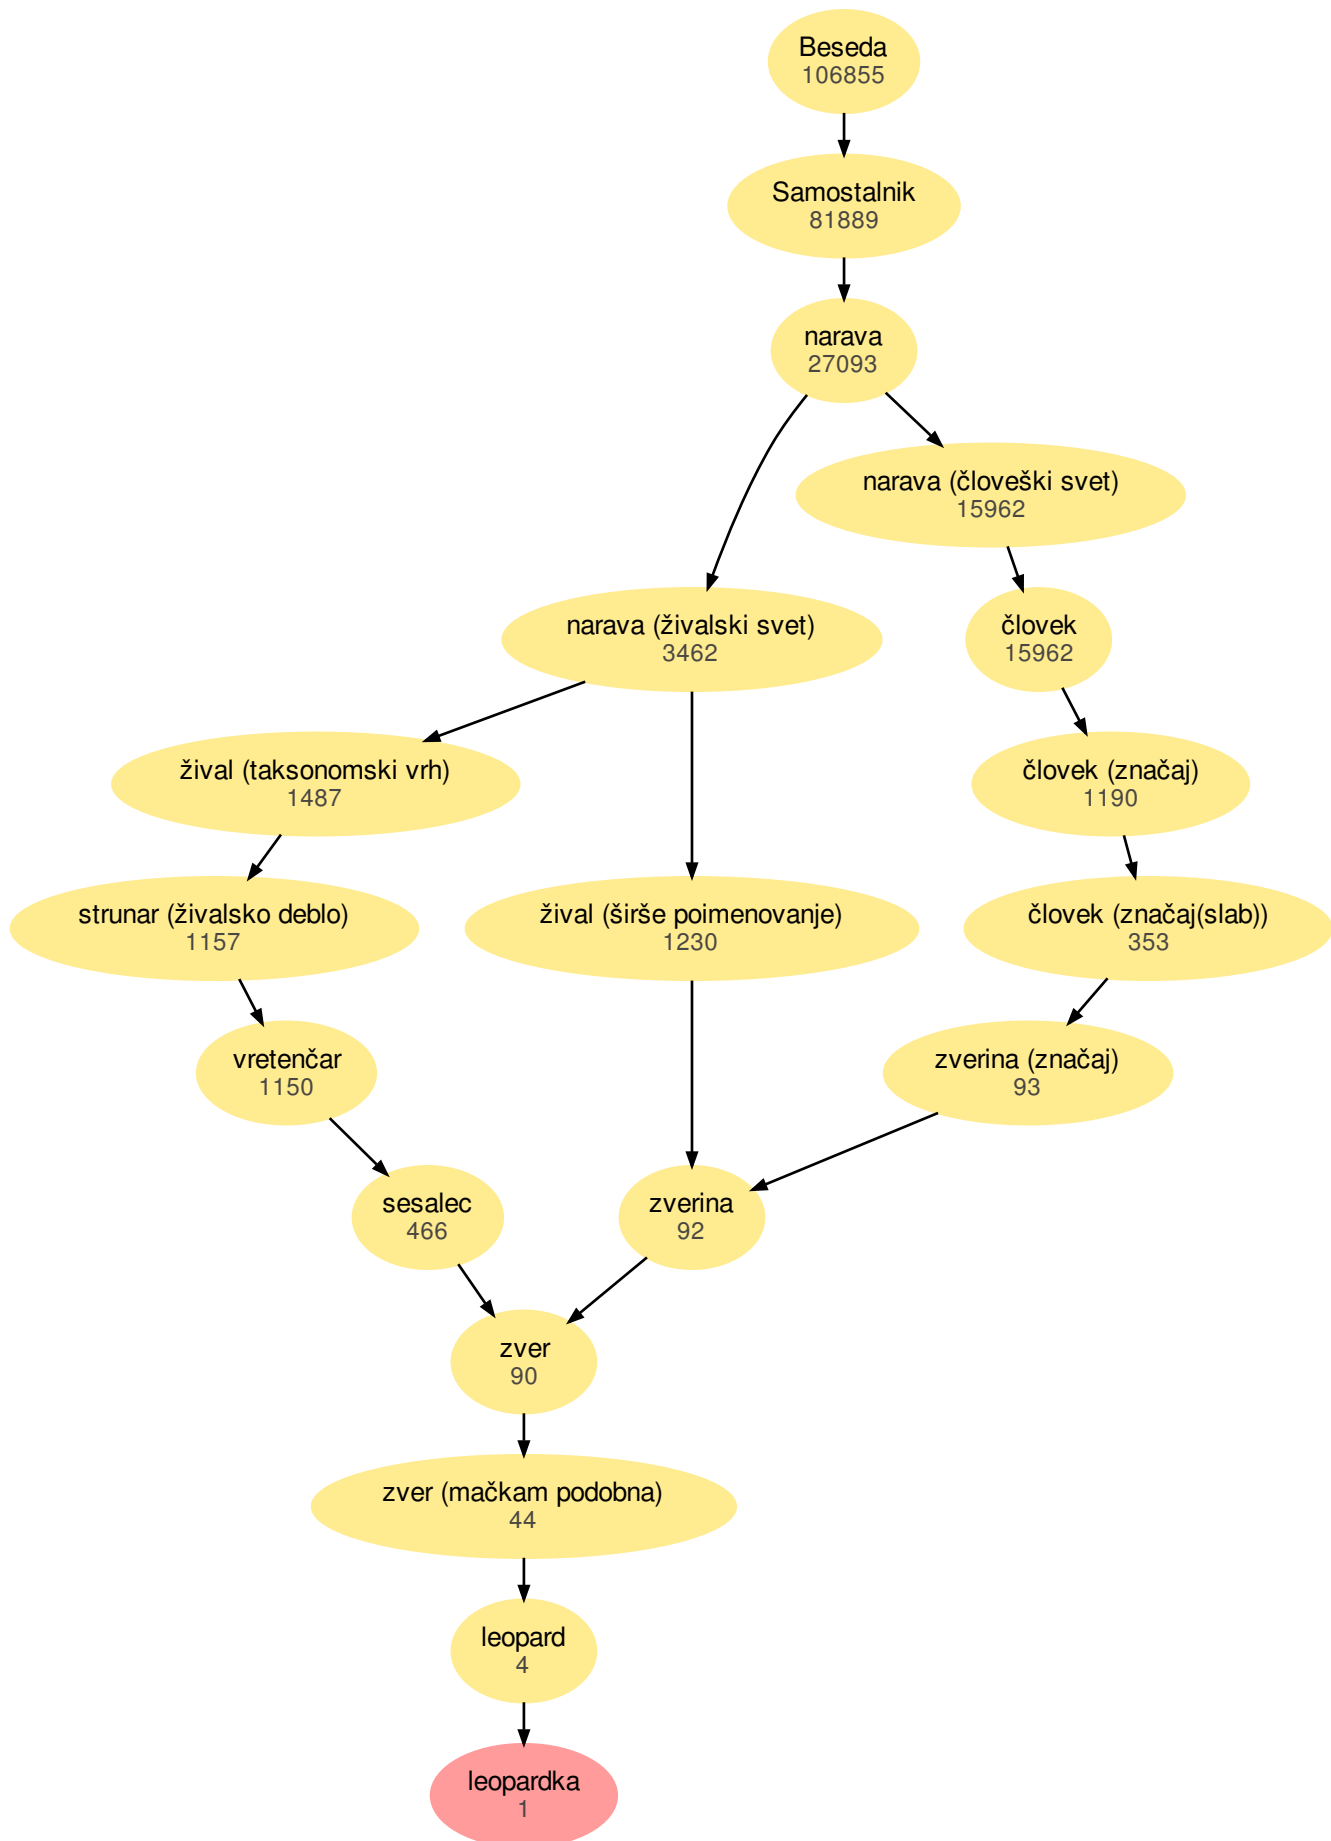 Beseda
106855
Samostalnik
81889
narava
27093
narava (človeški svet)
15962
narava (živalski svet)
3462
človek
15962
žival (taksonomski vrh)
1487
človek (značaj)
1190
strunar (živalsko deblo)
1157
žival (širše poimenovanje)
1230
človek (značaj(slab))
353
vretenčar
1150
zverina (značaj)
93
sesalec
466
zverina
92
zver
90
zver (mačkam podobna)
44
leopard
4
leopardka
1